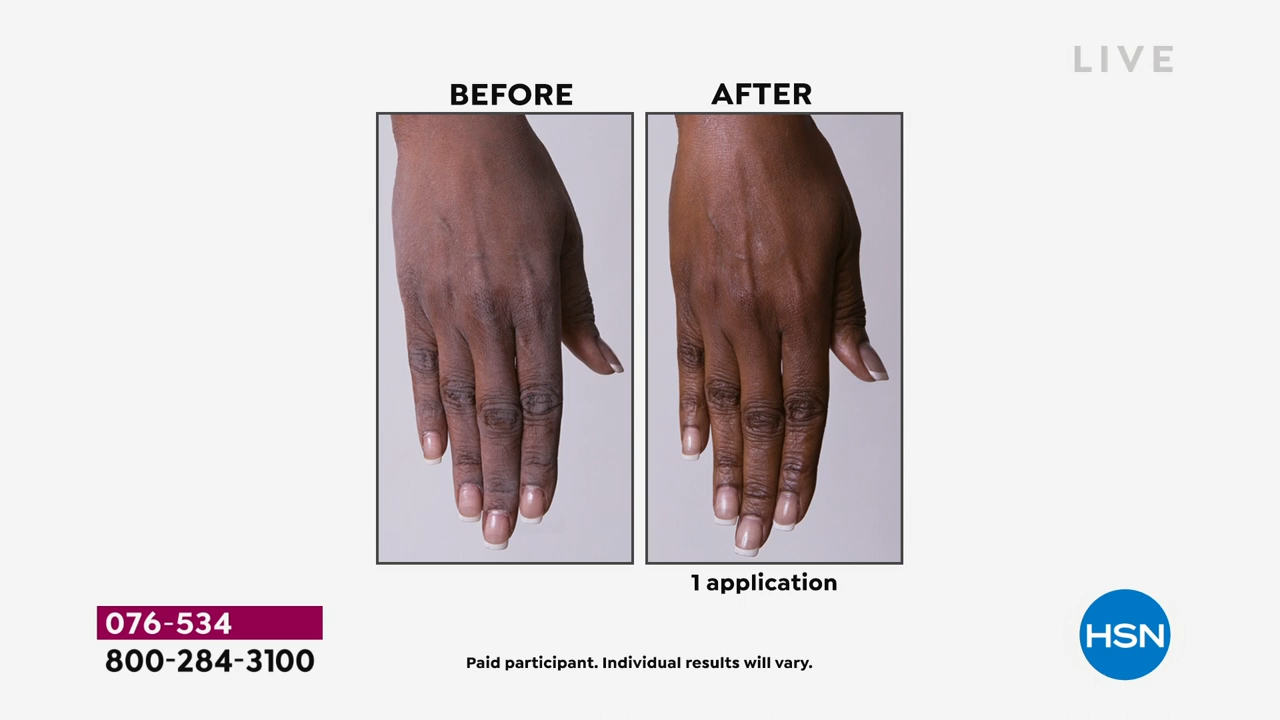 LIVE
BEFORE
AFTER
1 application
076-534
800-284-3100
Paid participant. Individual results will vary.
HSN